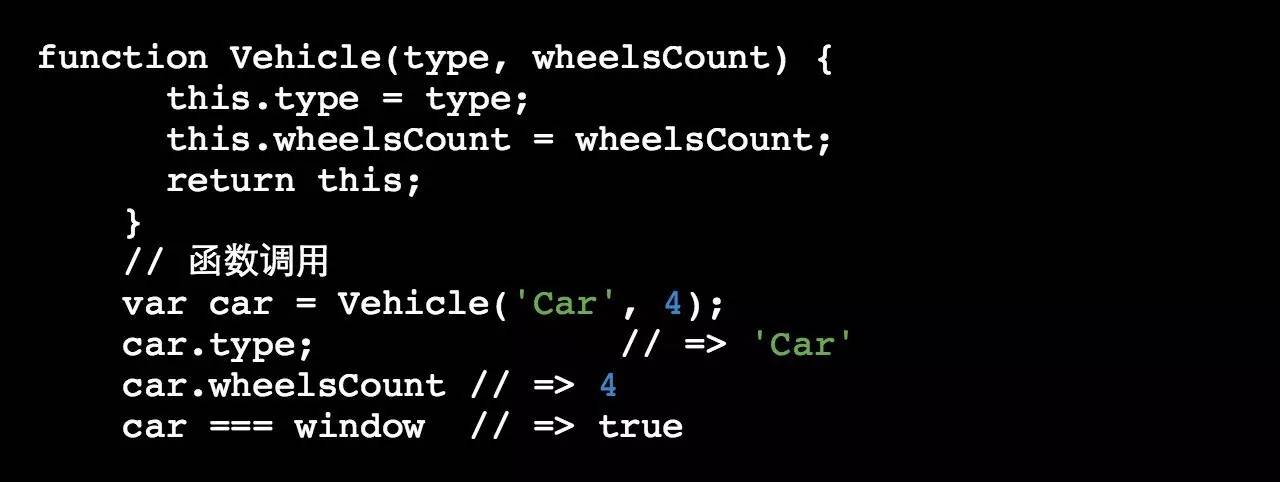 function Vehicle(type, wheelsCount) {
      this.type = type;
      this.wheelsCount = wheelsCount;
      return this;
    }
    // 函数调用
    var car = Vehicle('Car', 4);
    car.type;              // => 'Car'
    car.wheelsCount // => 4
    car === window  // => true